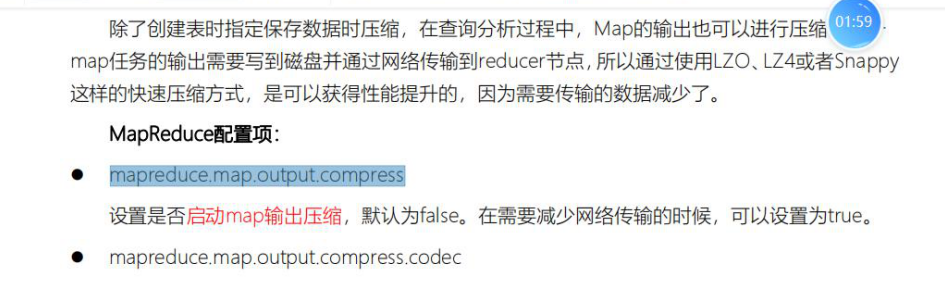 除了创建表时指定保存数据时压缩，在查询分析过程中，Map的输出也可以进行压缩
01:59
map任务的输出需要写到磁盘并通过网络传输到reducer节点，所以通过使用LZO、LZ4或者Snappy
这样的快速压缩方式，是可以获得性能提升的，因为需要传输的数据减少了。
MapReduce配置项：
● mapreduce.map.output.compress
设置是否启动map输出压缩，默认为false。在需要减少网络传输的时候，可以设置为true。
● mapreduce.map.output.compress.codec